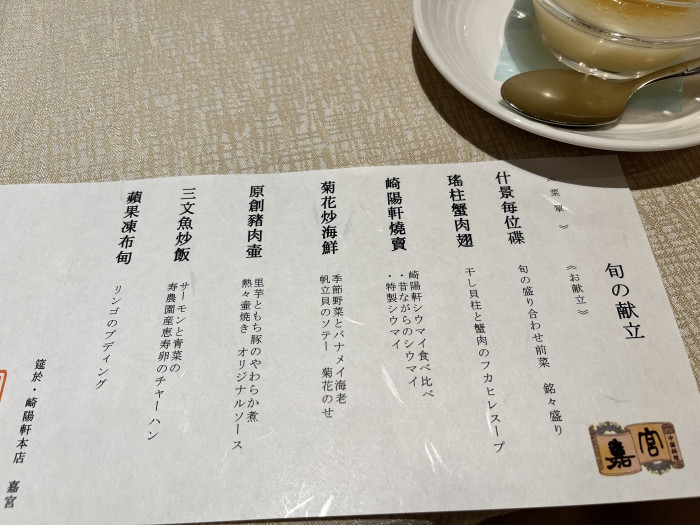 旬の献立
菜單 》
《お献立》
什景毎位碟
旬の盛り合わせ前菜 銘々盛り
瑤柱蟹肉翅
干し貝柱と蟹肉のフカヒレスープ
崎陽軒燒賣
崎陽軒シウマイ食べ比べ
・昔ながらのシウマイ
・特製シウマイ
菊花炒海鮮
季節野菜とバナメイ海老
帆立貝のソテー 菊花のせ
原創豬肉壷
里芋ともち豚のやわらか煮
熱々壷焼き オリジナルソース
三文魚炒飯
サーモンと青菜の
寿農園産恵寿卵のチャーハン
蘋果凍布甸
リンゴのプディング
筵於・崎陽軒本店 嘉宮
嘉宮
中國料理